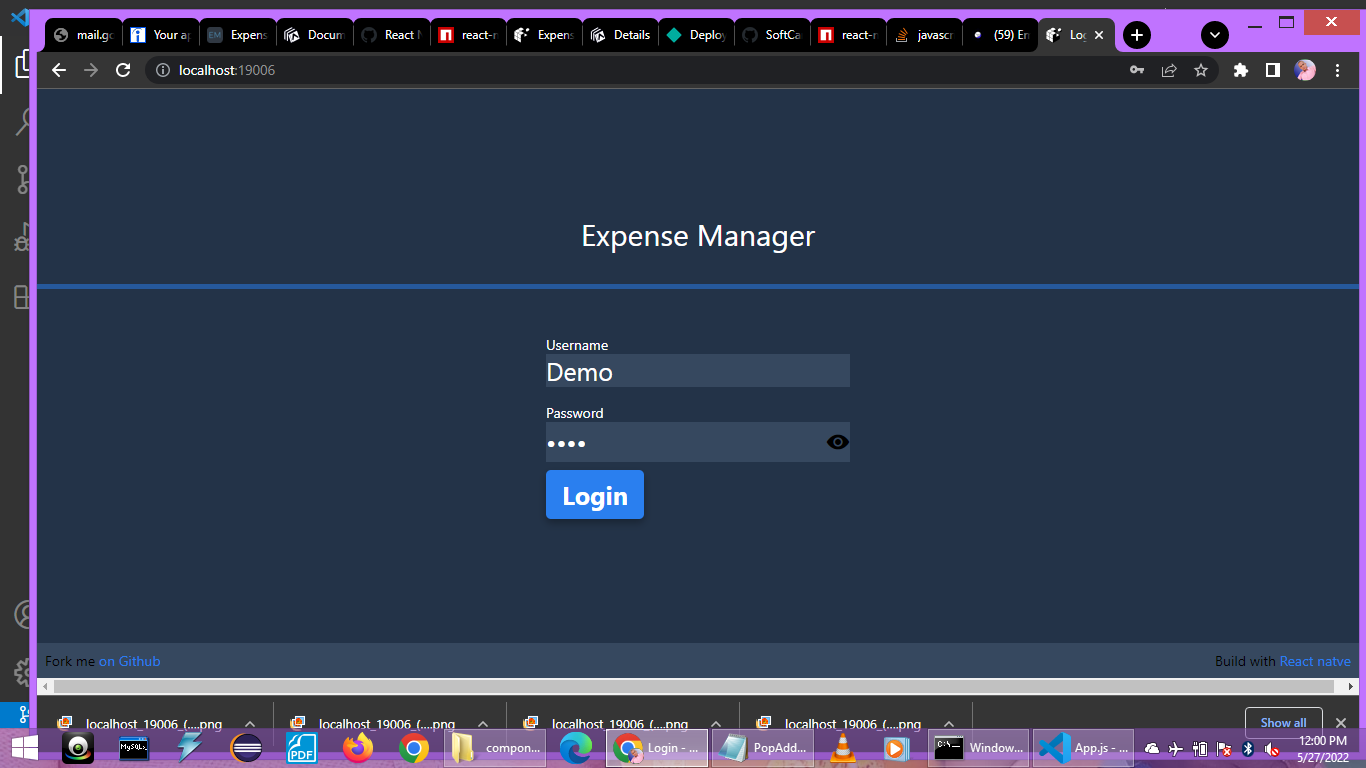 mail.gc
Your ap
Expens
Docum
React N
react-n
Expens
Details
Deploy
SoftCa
react-n
javascr
(59) En
Log
localhost:19006
Expense Manager
Username
Demo
Password
••••
Login
Fork me on Github
Build with React natve
localhost_19006_(....png
localhost_19006_(....png
localhost_19006_(....png
localhost_19006_(....png
Show all
MySQL
PDF
compon...
Login - ...
PopAdd...
Window...
App.js - ...
12:00 PM
5/27/2022